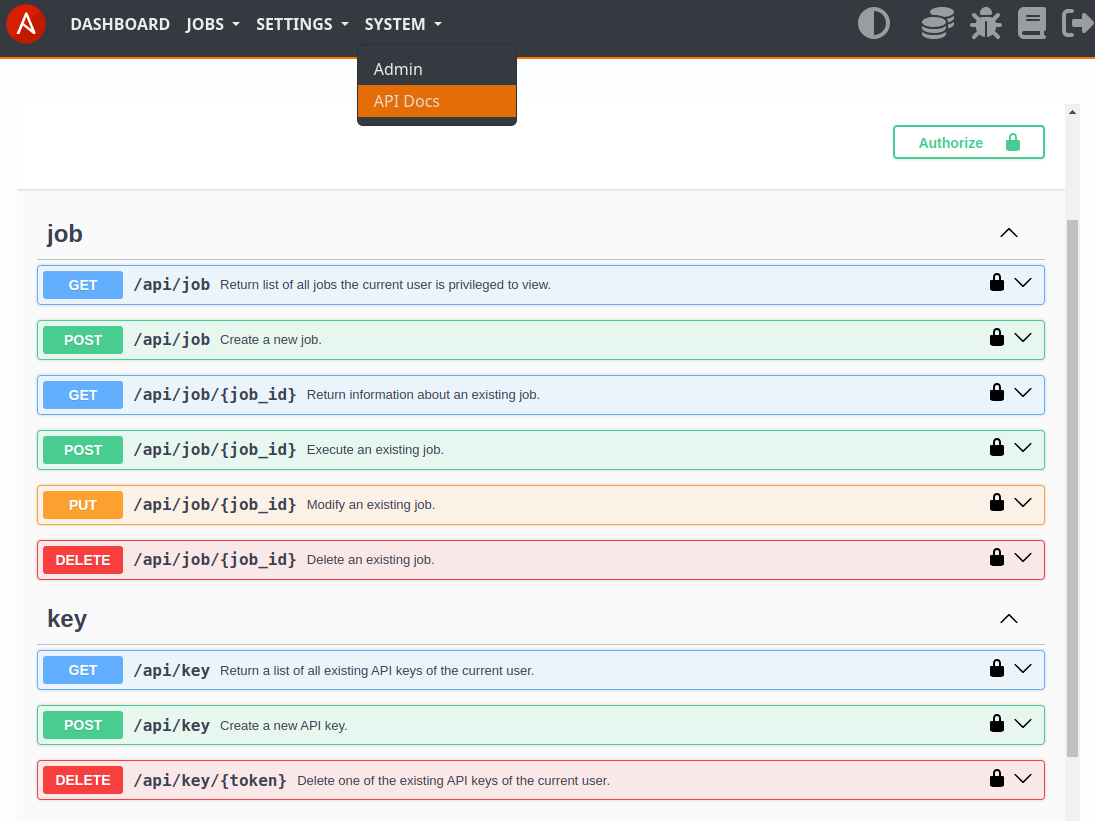 DASHBOARD JOBS SETTINGS SYSTEM
Admin
API Docs
Authorize
job
GET /api/job Return list of all jobs the current user is privileged to view.
POST /api/job Create a new job.
GET /api/job/{job_id} Return information about an existing job.
POST /api/job/{job_id} Execute an existing job.
PUT /api/job/{job_id} Modify an existing job.
DELETE /api/job/{job_id} Delete an existing job.
key
GET /api/key Return a list of all existing API keys of the current user.
POST /api/key Create a new API key.
DELETE /api/key/{token} Delete one of the existing API keys of the current user.